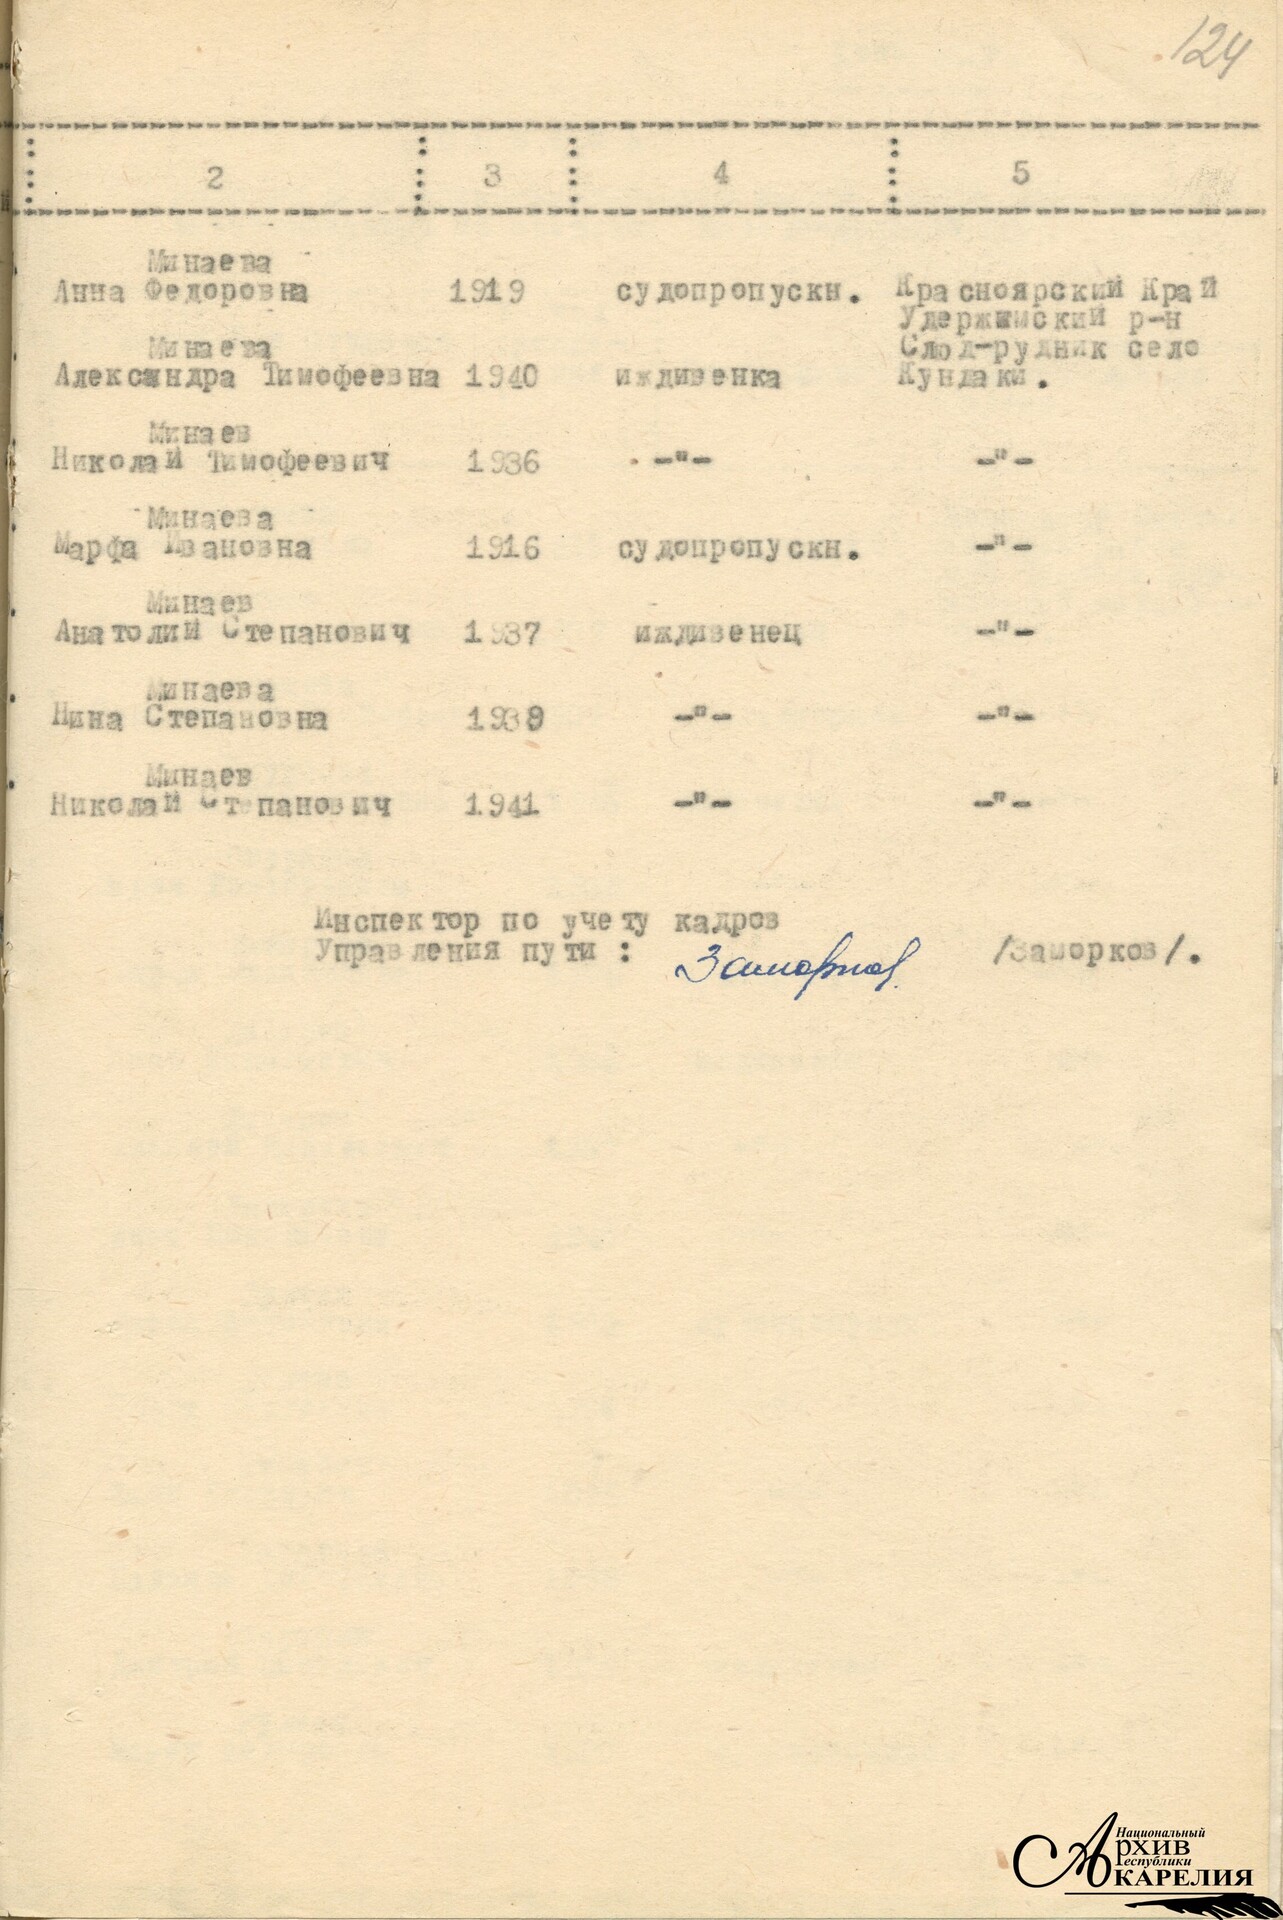 124
2 3 4 5
Минаева
Анна Федоровна 1919 судопропускн. Красноярский Край
Удержимский р-н
Минаева Слюд-рудник село
Александра Тимофеевна 1940 иждивенка Кундаки.
Минаев
Николай Тимофеевич 1936 -"- -"-
Минаева
Марфа Ивановна 1916 судопропускн. -"-
Минаев
Анатолий Степанович 1937 иждивенец -"-
Минаева
Нина Степановна 1939 -"- -"-
Минаев
Николай Степанович 1941 -"- -"-
Инспектор по учету кадров
Управления пути: /Заморков/.
Национальный
Архив
Республики
КАРЕЛИЯ